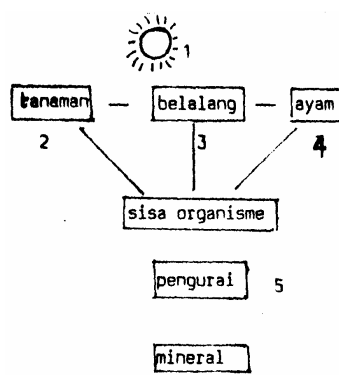 1
tanaman — belalang — ayam
2 3 4
sisa organisme
pengurai 5
mineral